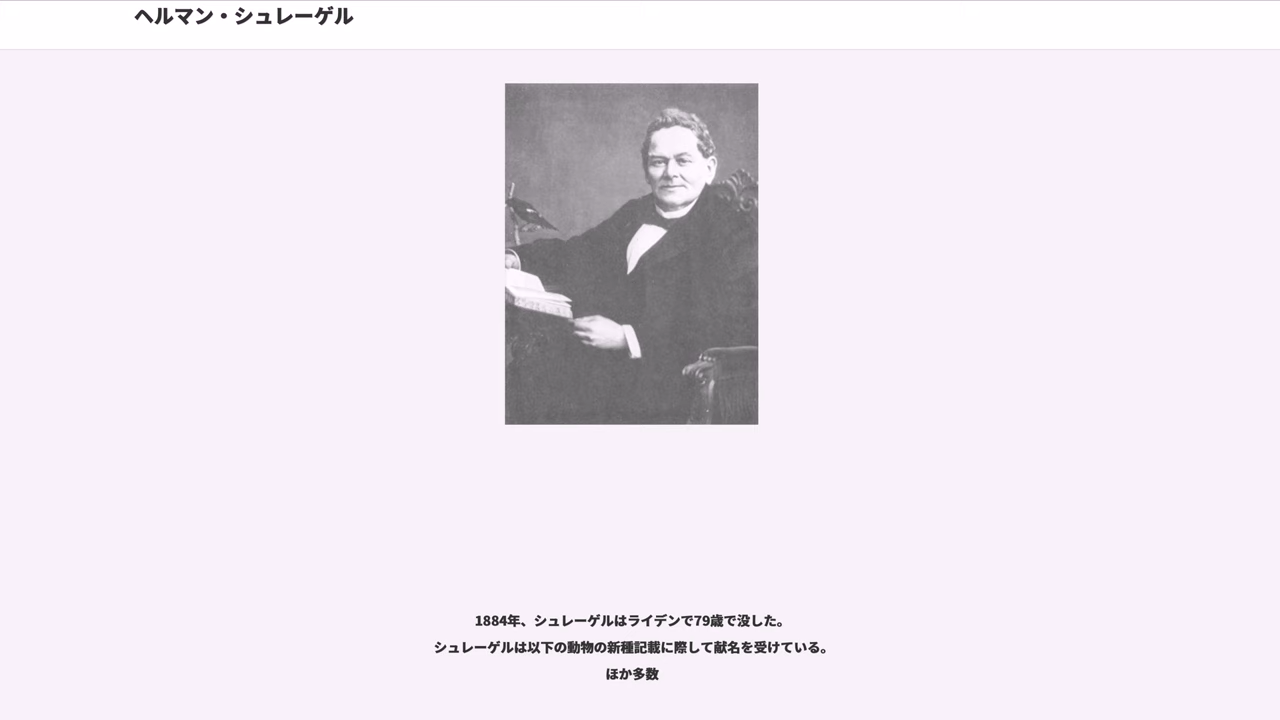 ヘルマン・シュレーゲル
1884年、シュレーゲルはライデンで79歳で没した。
シュレーゲルは以下の動物の新種記載に際して献名を受けている。
ほか多数